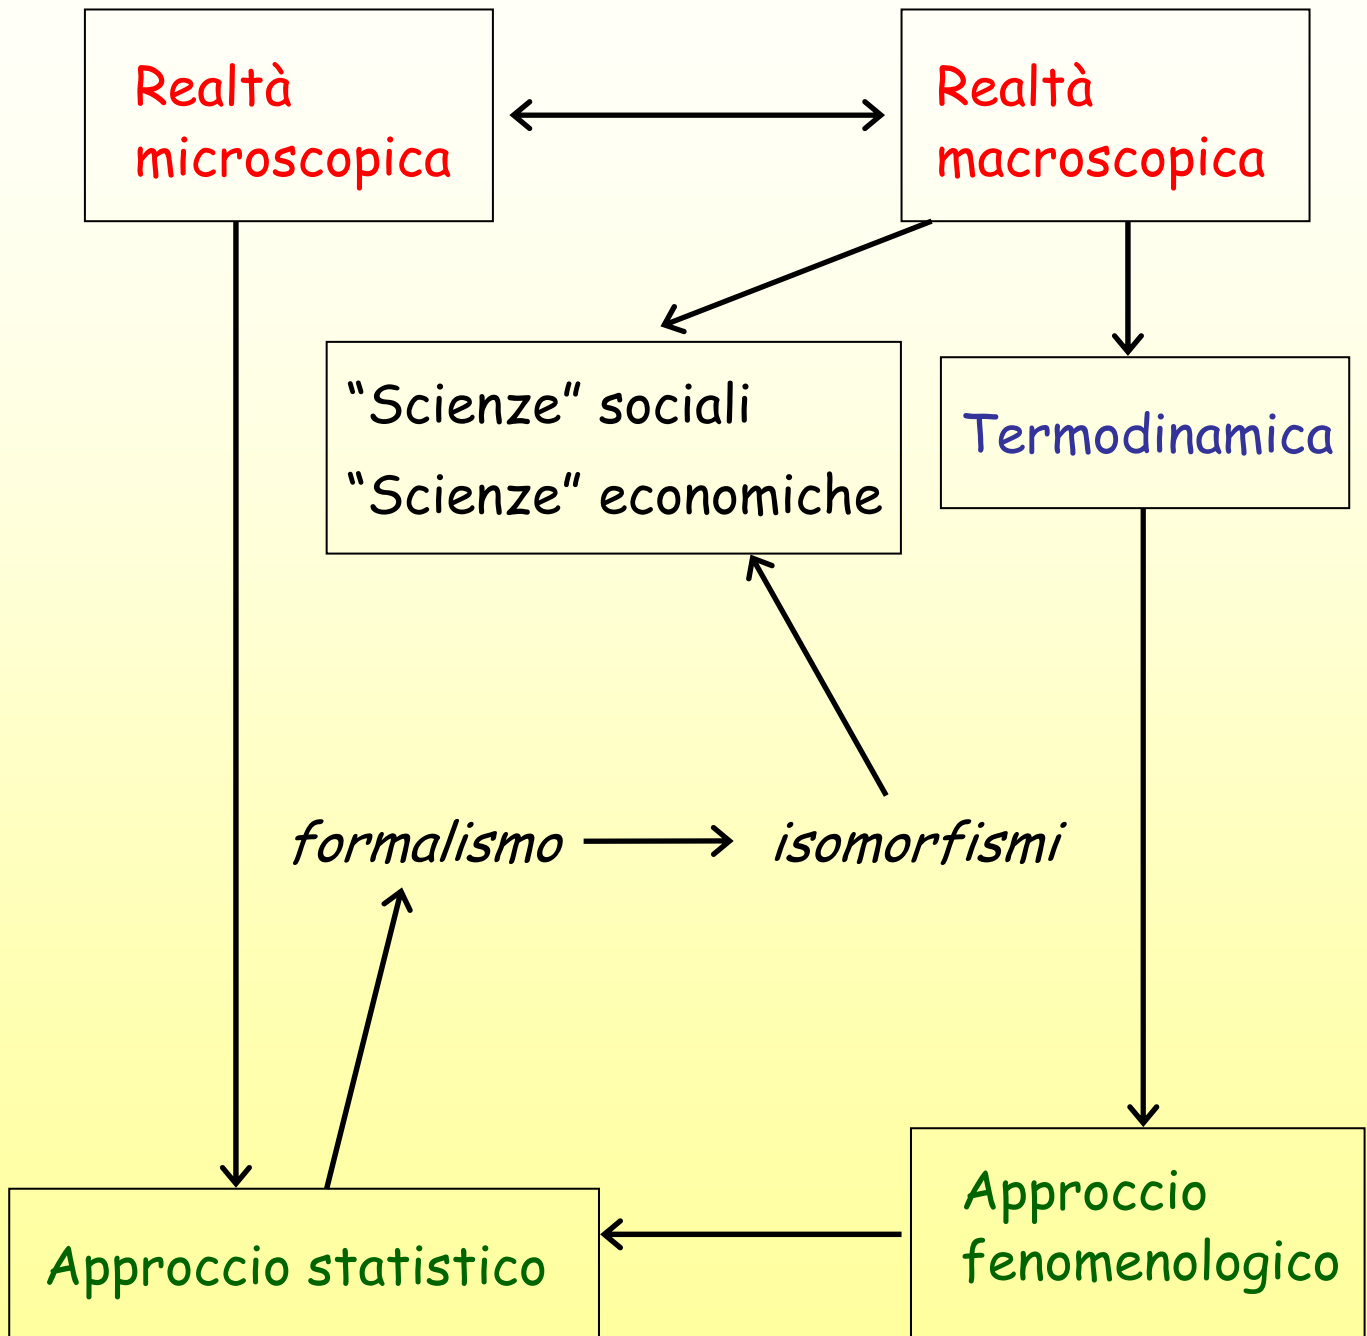 Realtà
microscopica
Realtà
macroscopica
“Scienze” sociali
“Scienze” economiche
Termodinamica
formalismo
isomorfismi
Approccio statistico
Approccio
fenomenologico